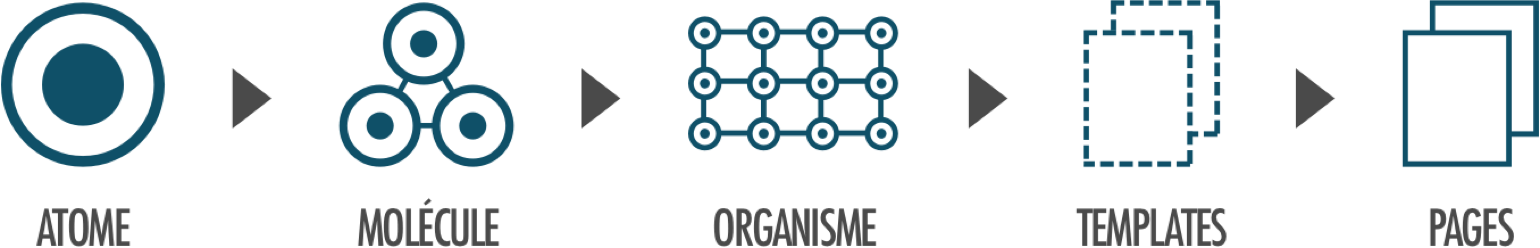 ATOME
MOLÉCULE
ORGANISME
TEMPLATES
PAGES